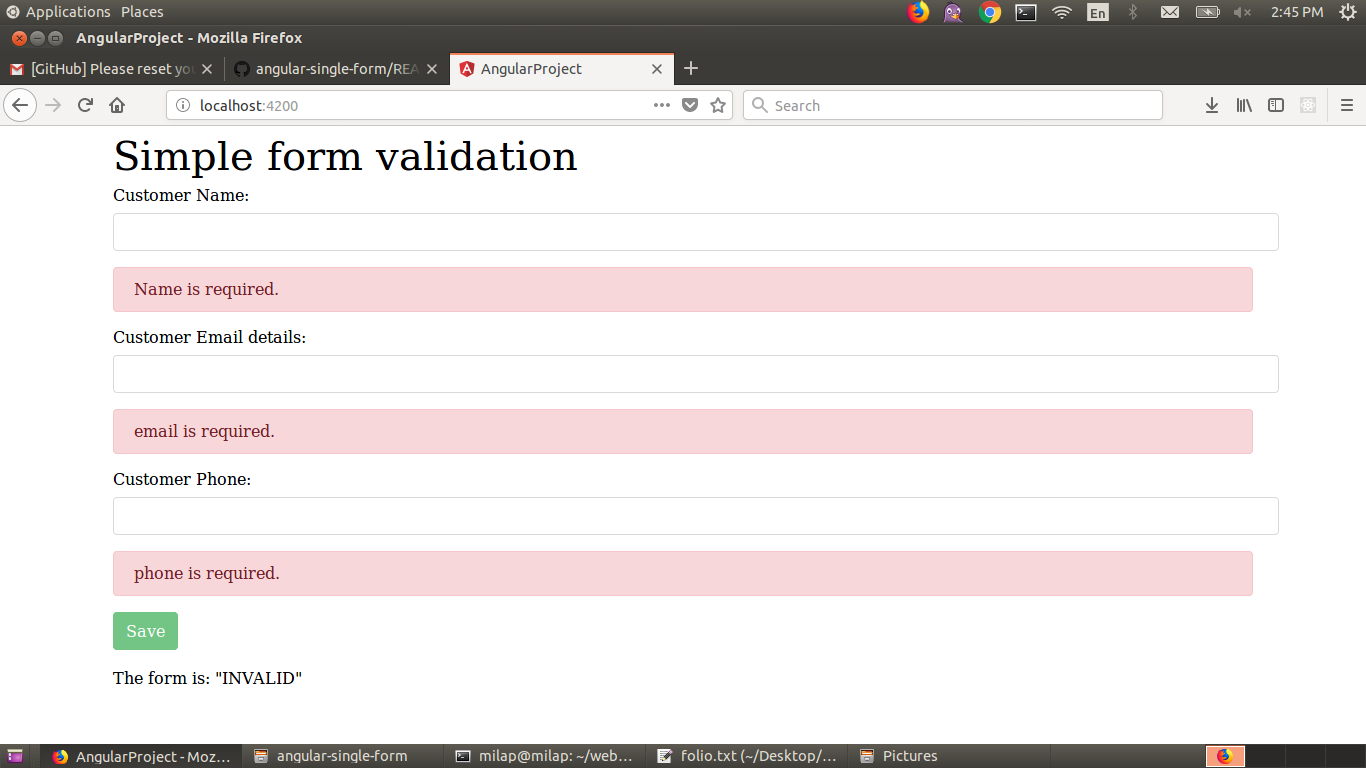 Applications Places
En
2:45 PM
AngularProject - Mozilla Firefox
[GitHub] Please reset yo
angular-single-form/REA
AngularProject
localhost:4200
Search
Simple form validation
Customer Name:
Name is required.
Customer Email details:
email is required.
Customer Phone:
phone is required.
Save
The form is: "INVALID"
AngularProject - Moz...
angular-single-form
milap@milap: ~/web...
folio.txt (~/Desktop/...
Pictures